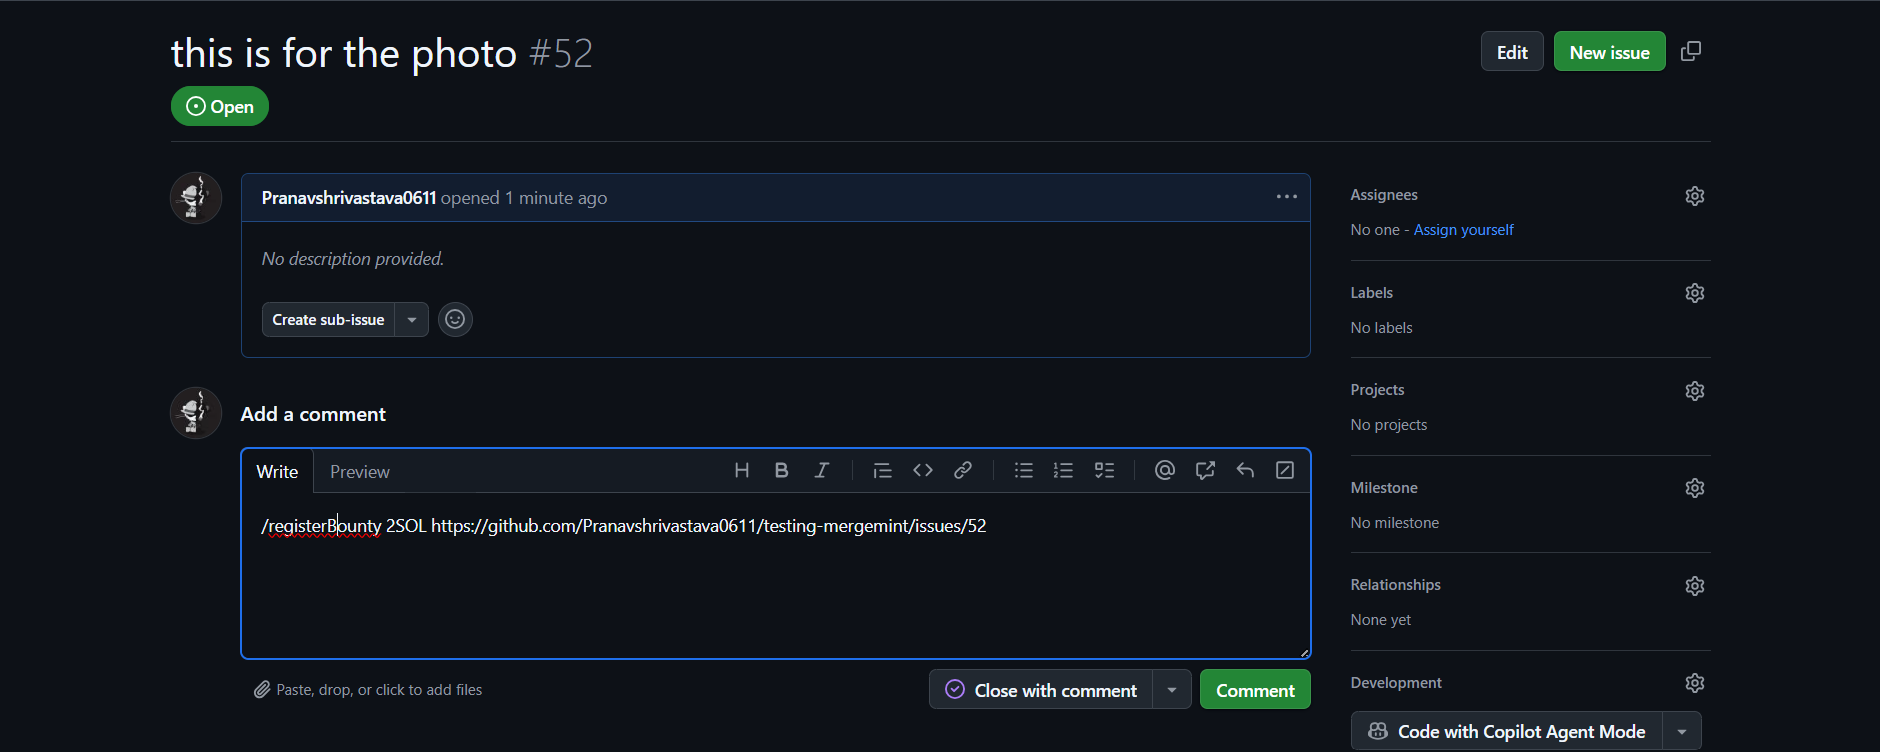 this is for the photo #52
Edit
New issue
Open
Pranavshrivastava0611 opened 1 minute ago
No description provided.
Create sub-issue
Add a comment
Write
Preview
/registerBounty 2SOL https://github.com/Pranavshrivastava0611/testing-mergemint/issues/52
Paste, drop, or click to add files
Close with comment
Comment
Assignees
No one - Assign yourself
Labels
No labels
Projects
No projects
Milestone
No milestone
Relationships
None yet
Development
Code with Copilot Agent Mode